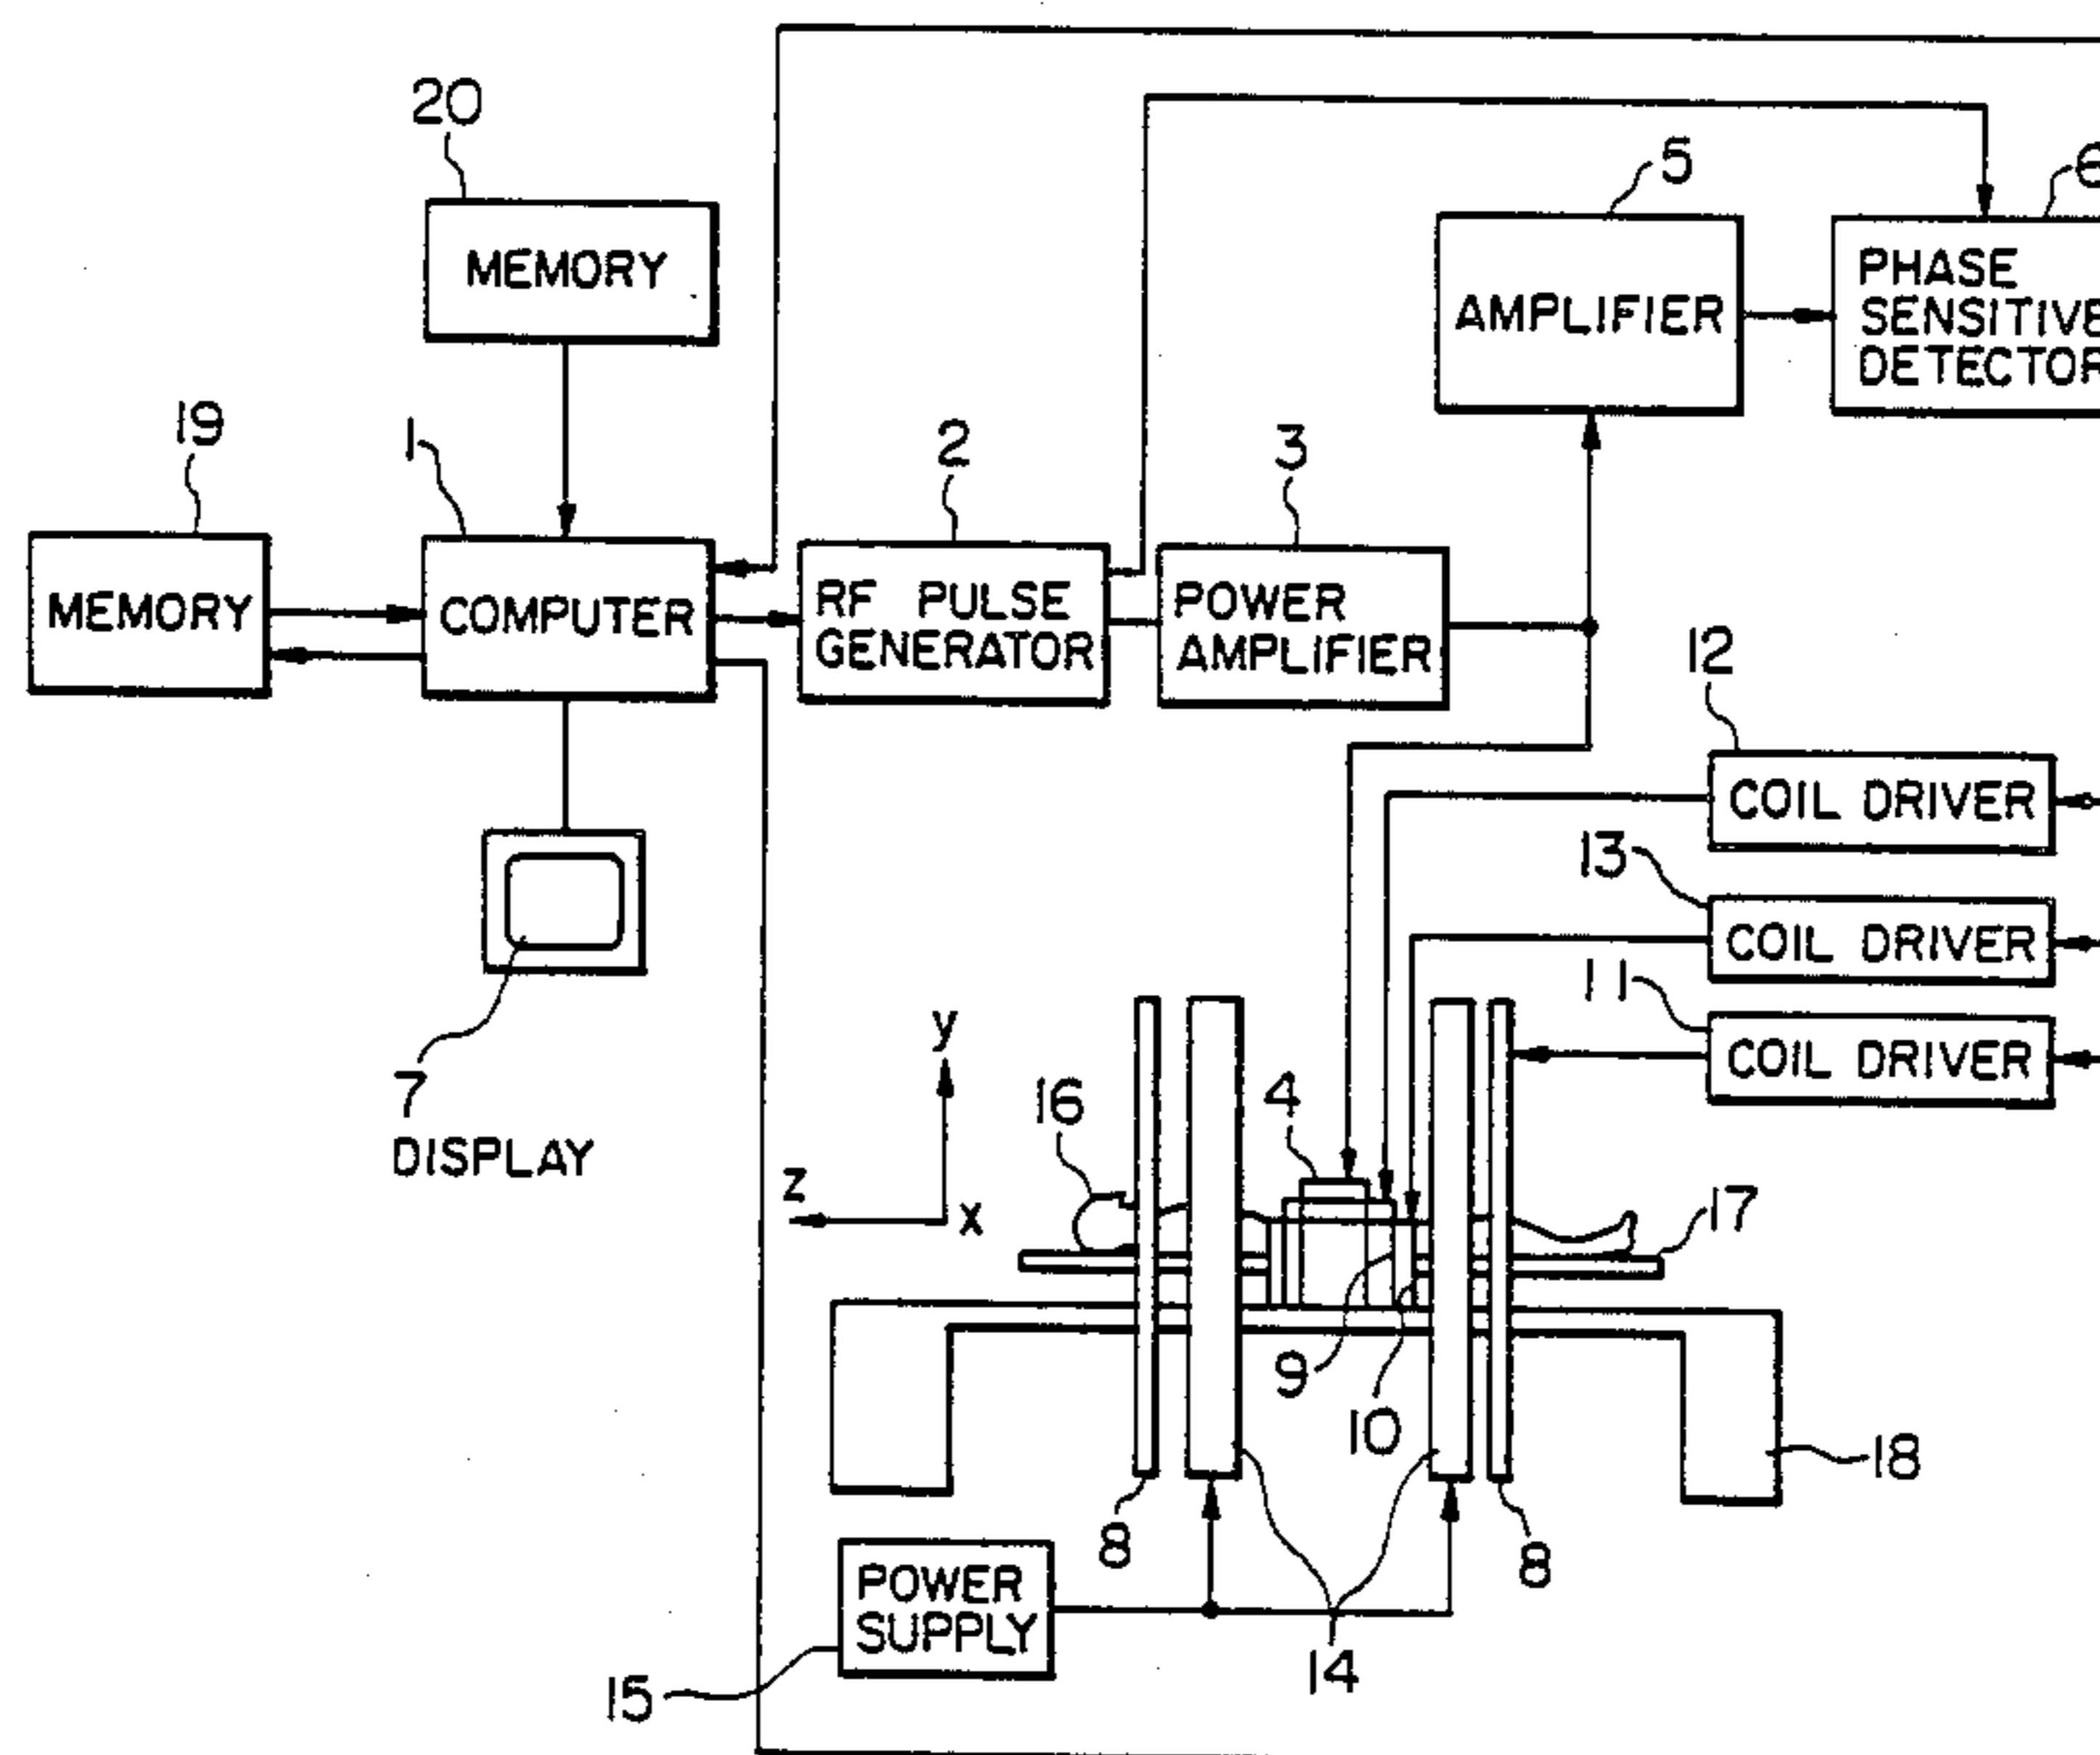 20
MEMORY
5
6
AMPLIFIER
PHASE
SENSITIVE
DETECTOR
19
1
2
3
MEMORY
COMPUTER
RF PULSE
GENERATOR
POWER
AMPLIFIER
12
COIL DRIVER
13
COIL DRIVER
11
COIL DRIVER
7
DISPLAY
y
z
x
16
4
17
9
10
18
8
8
POWER
SUPPLY
15
14